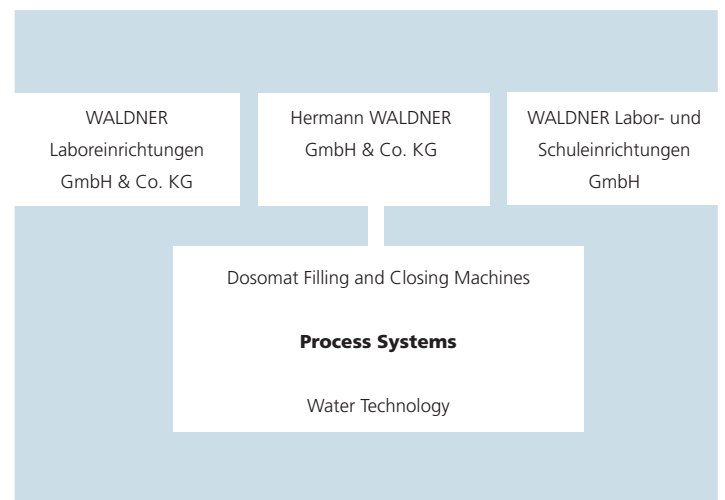 WALDNER
Laboreinrichtungen
GmbH & Co. KG
Hermann WALDNER
GmbH & Co. KG
WALDNER Labor- und
Schuleinrichtungen
GmbH
Dosomat Filling and Closing Machines
Process Systems
Water Technology